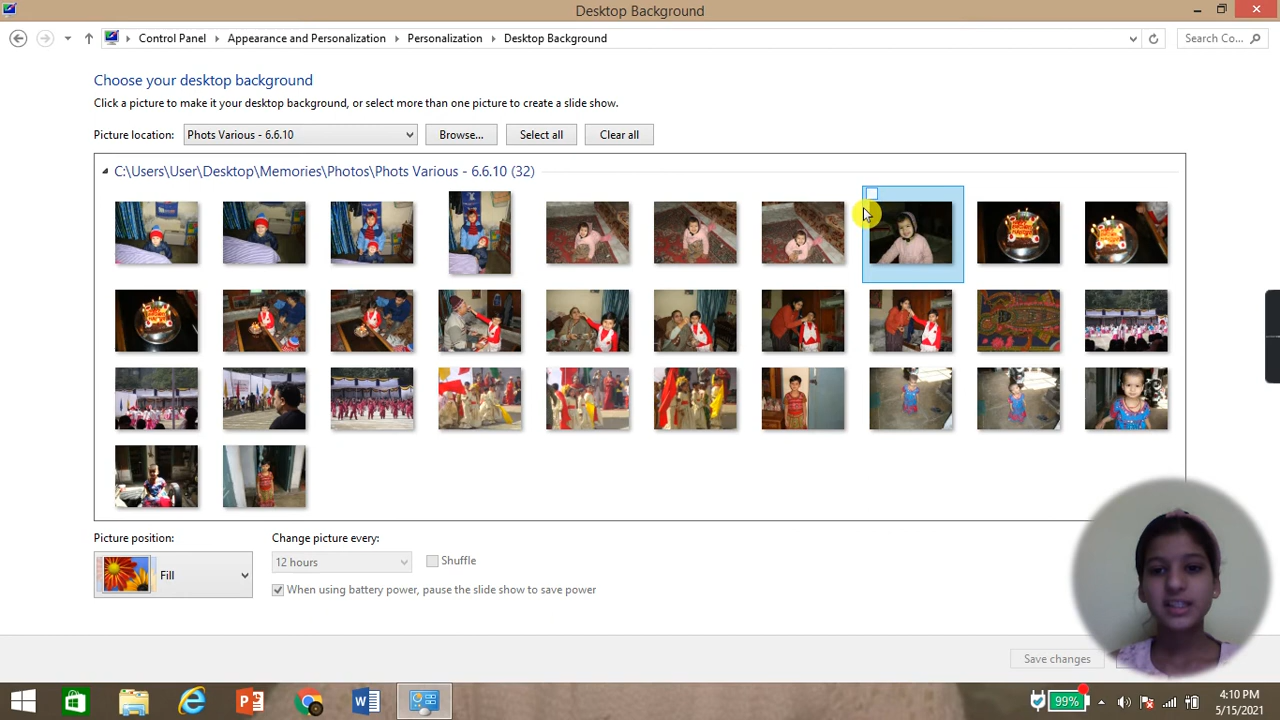 Desktop Background
Control Panel Appearance and Personalization Personalization Desktop Background
Search Co...
Choose your desktop background
Click a picture to make it your desktop background, or select more than one picture to create a slide show.
Picture location: Phots Various - 6.6.10 Browse... Select all Clear all
C:\Users\User\Desktop\Memories\Photos\Phots Various - 6.6.10 (32)
Picture position: Change picture every:
Fill
12 hours Shuffle
When using battery power, pause the slide show to save power
Save changes
99%
4:10 PM
5/15/2021